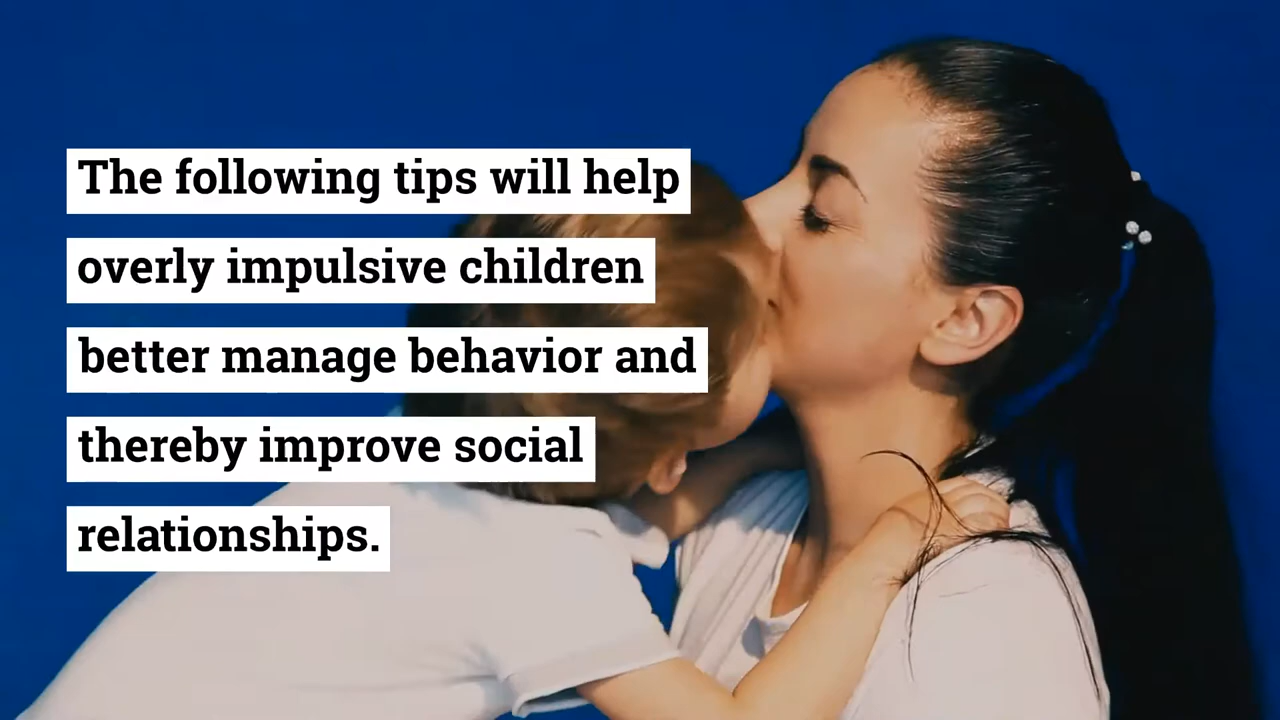 The following tips will help
overly impulsive children
better manage behavior and
thereby improve social
relationships.